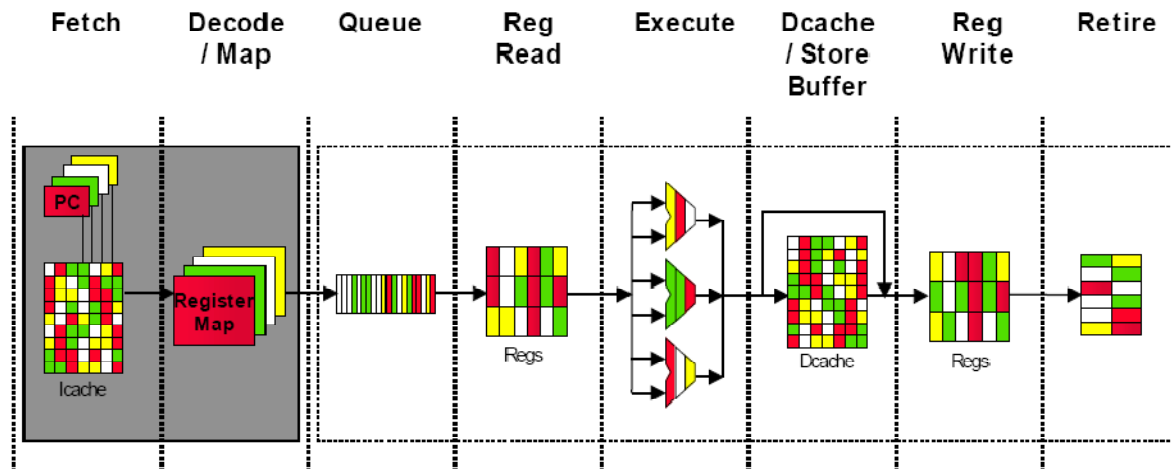 Fetch
Decode
/ Map
Queue
Reg
Read
Execute
Dcache
/ Store
Buffer
Reg
Write
Retire
PC
Register
Map
Icache
Regs
Dcache
Regs